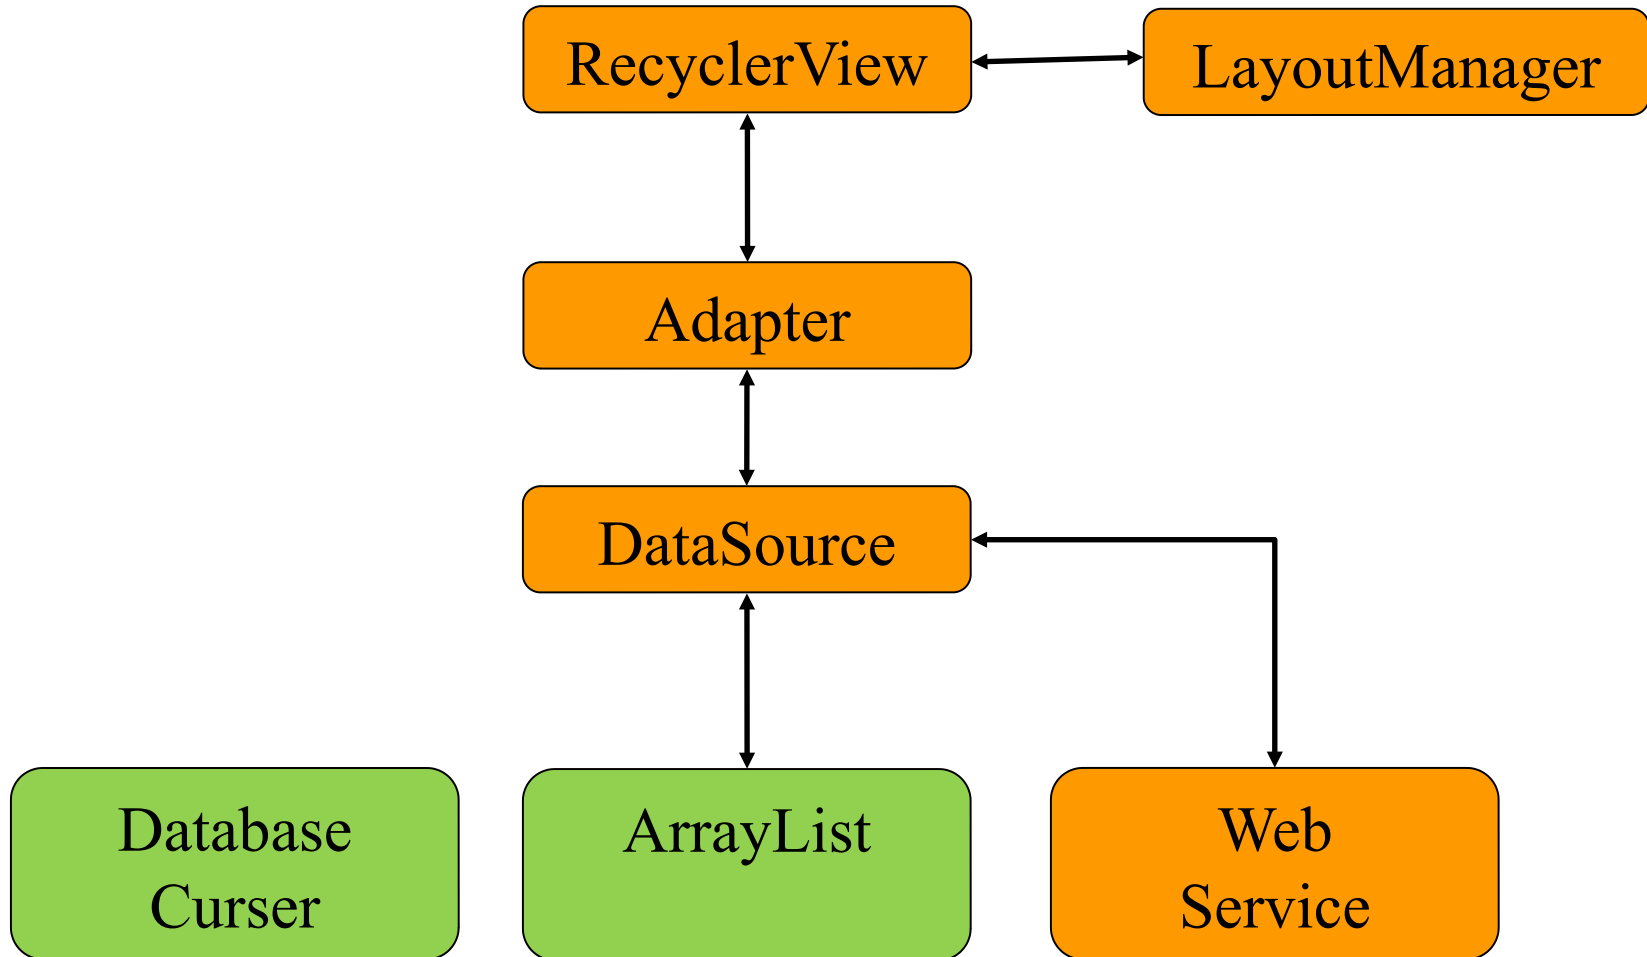 RecyclerView
LayoutManager
Adapter
DataSource
Database
Curser
ArrayList
Web
Service